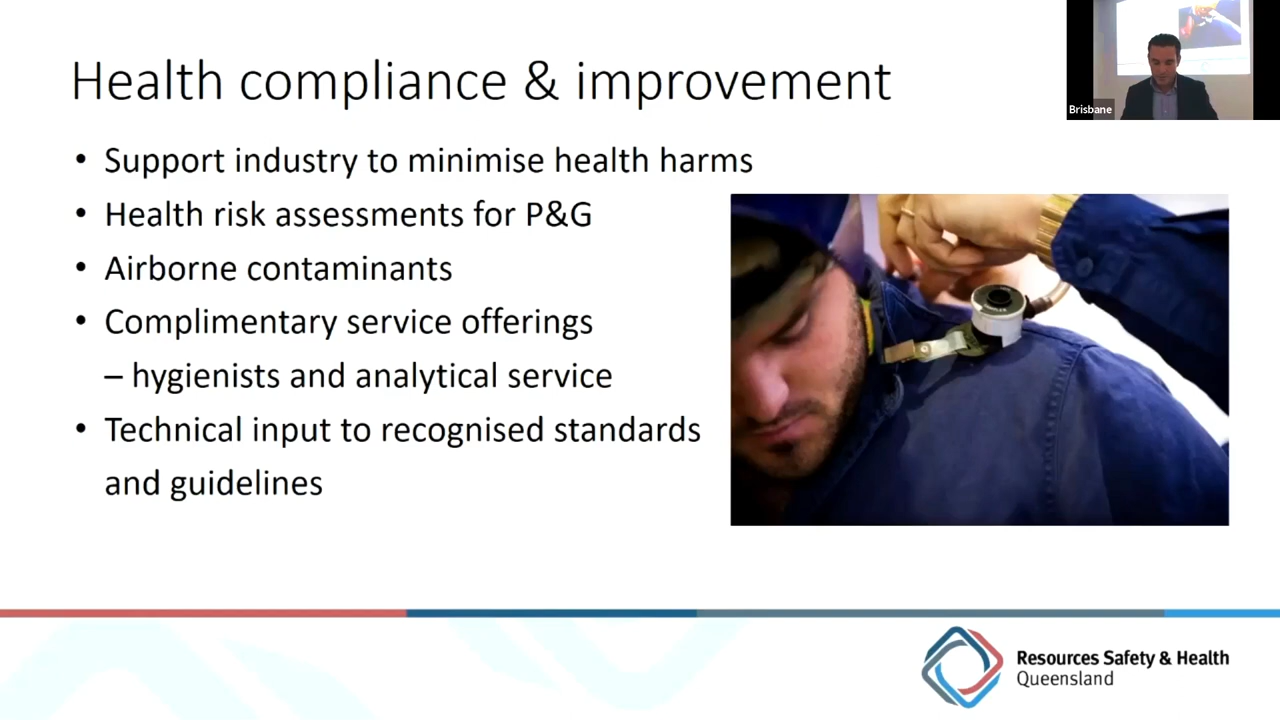 Health compliance & improvement
Brisbane
• Support industry to minimise health harms
• Health risk assessments for P&G
• Airborne contaminants
• Complimentary service offerings
– hygienists and analytical service
• Technical input to recognised standards
and guidelines
Resources Safety & Health
Queensland